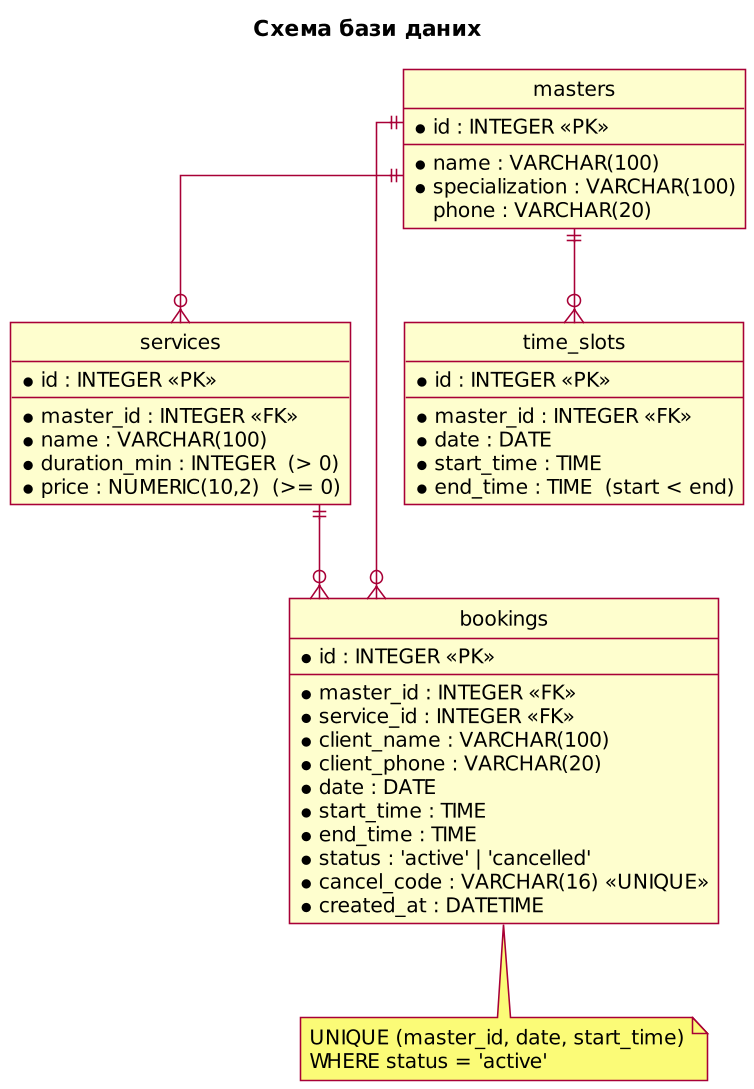 Схема бази даних
masters
id : INTEGER «PK»
name : VARCHAR(100)
specialization : VARCHAR(100)
phone : VARCHAR(20)
services
id : INTEGER «PK»
master_id : INTEGER «FK»
name : VARCHAR(100)
duration_min : INTEGER (> 0)
price : NUMERIC(10,2) (>= 0)
time_slots
id : INTEGER «PK»
master_id : INTEGER «FK»
date : DATE
start_time : TIME
end_time : TIME (start < end)
bookings
id : INTEGER «PK»
master_id : INTEGER «FK»
service_id : INTEGER «FK»
client_name : VARCHAR(100)
client_phone : VARCHAR(20)
date : DATE
start_time : TIME
end_time : TIME
status : 'active' | 'cancelled'
cancel_code : VARCHAR(16) «UNIQUE»
created_at : DATETIME
UNIQUE (master_id, date, start_time)
WHERE status = 'active'